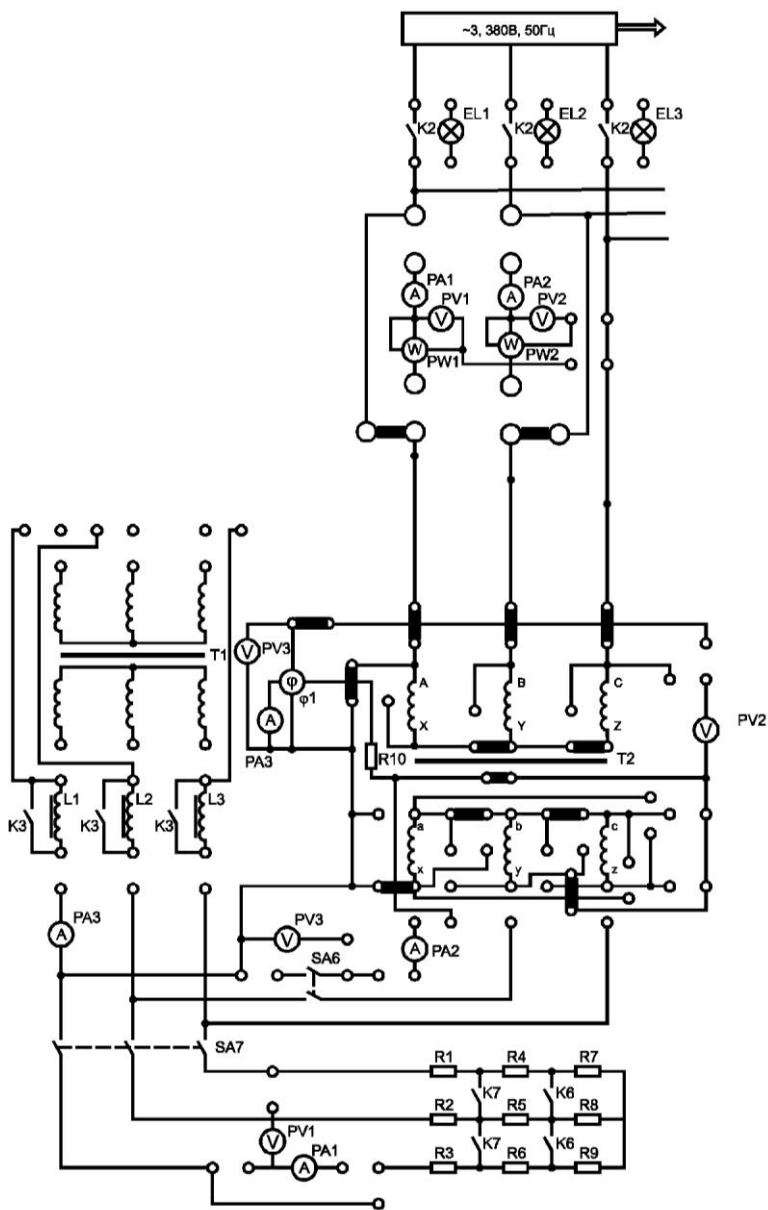 ~3, 380В, 50Гц
K2 EL1 K2 EL2 K2 EL3
PA1 PA2
A PV1 A PV2
V V
W W
PW1 PW2
T1
PV3
V
φ
φ1
A
PA3
A B C
X Y Z
PV2
V
R10 T2
L1 L2 L3
K3 K3 K3
a b c
x y z
PA3
A
PV3
V
SA6
A
PA2
SA7
R1 R4 R7
K7 K6
R2 R5 R8
PV1
V K7 K6
PA1
A
R3 R6 R9